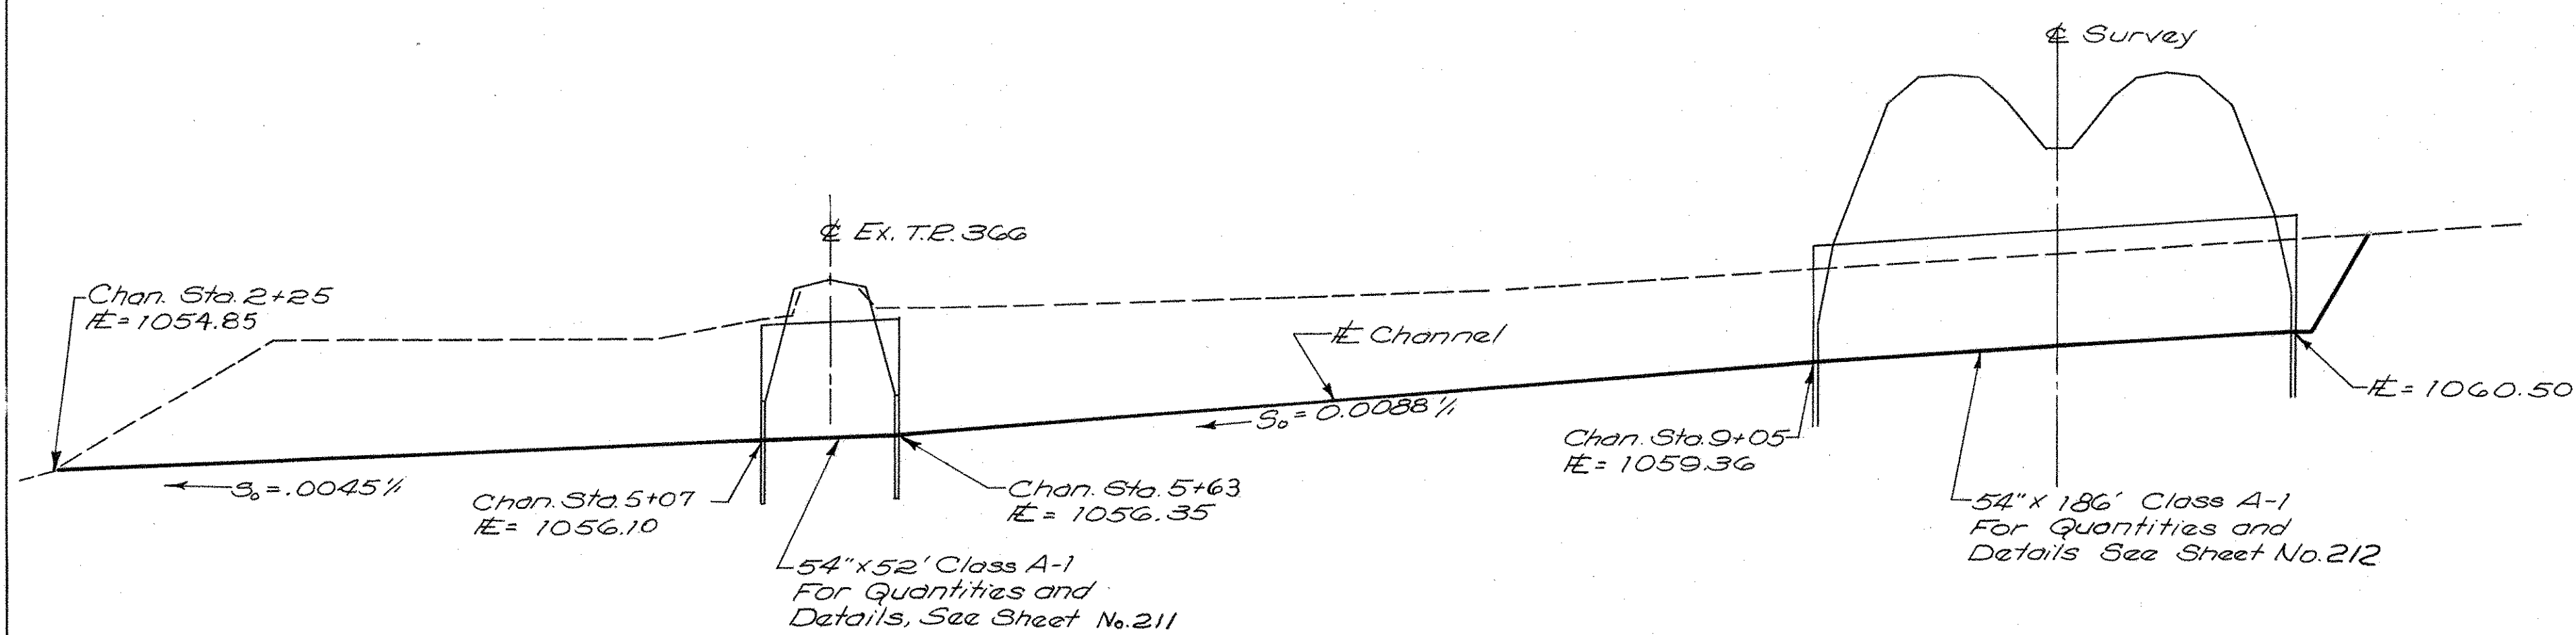 ℄ Survey
℄ Ex. T.R. 366
Chan. Sta. 2+25
FL = 1054.85
FL Channel
S₀ = 0.0088 '/'
FL = 1060.50
Chan. Sta. 9+05
FL = 1059.36
S₀ = .0045 '/'
Chan. Sta. 5+07
FL = 1056.10
Chan. Sta. 5+63
FL = 1056.35
54" x 186' Class A-1
For Quantities and
Details See Sheet No. 212
54" x 52' Class A-1
For Quantities and
Details, See Sheet No. 211